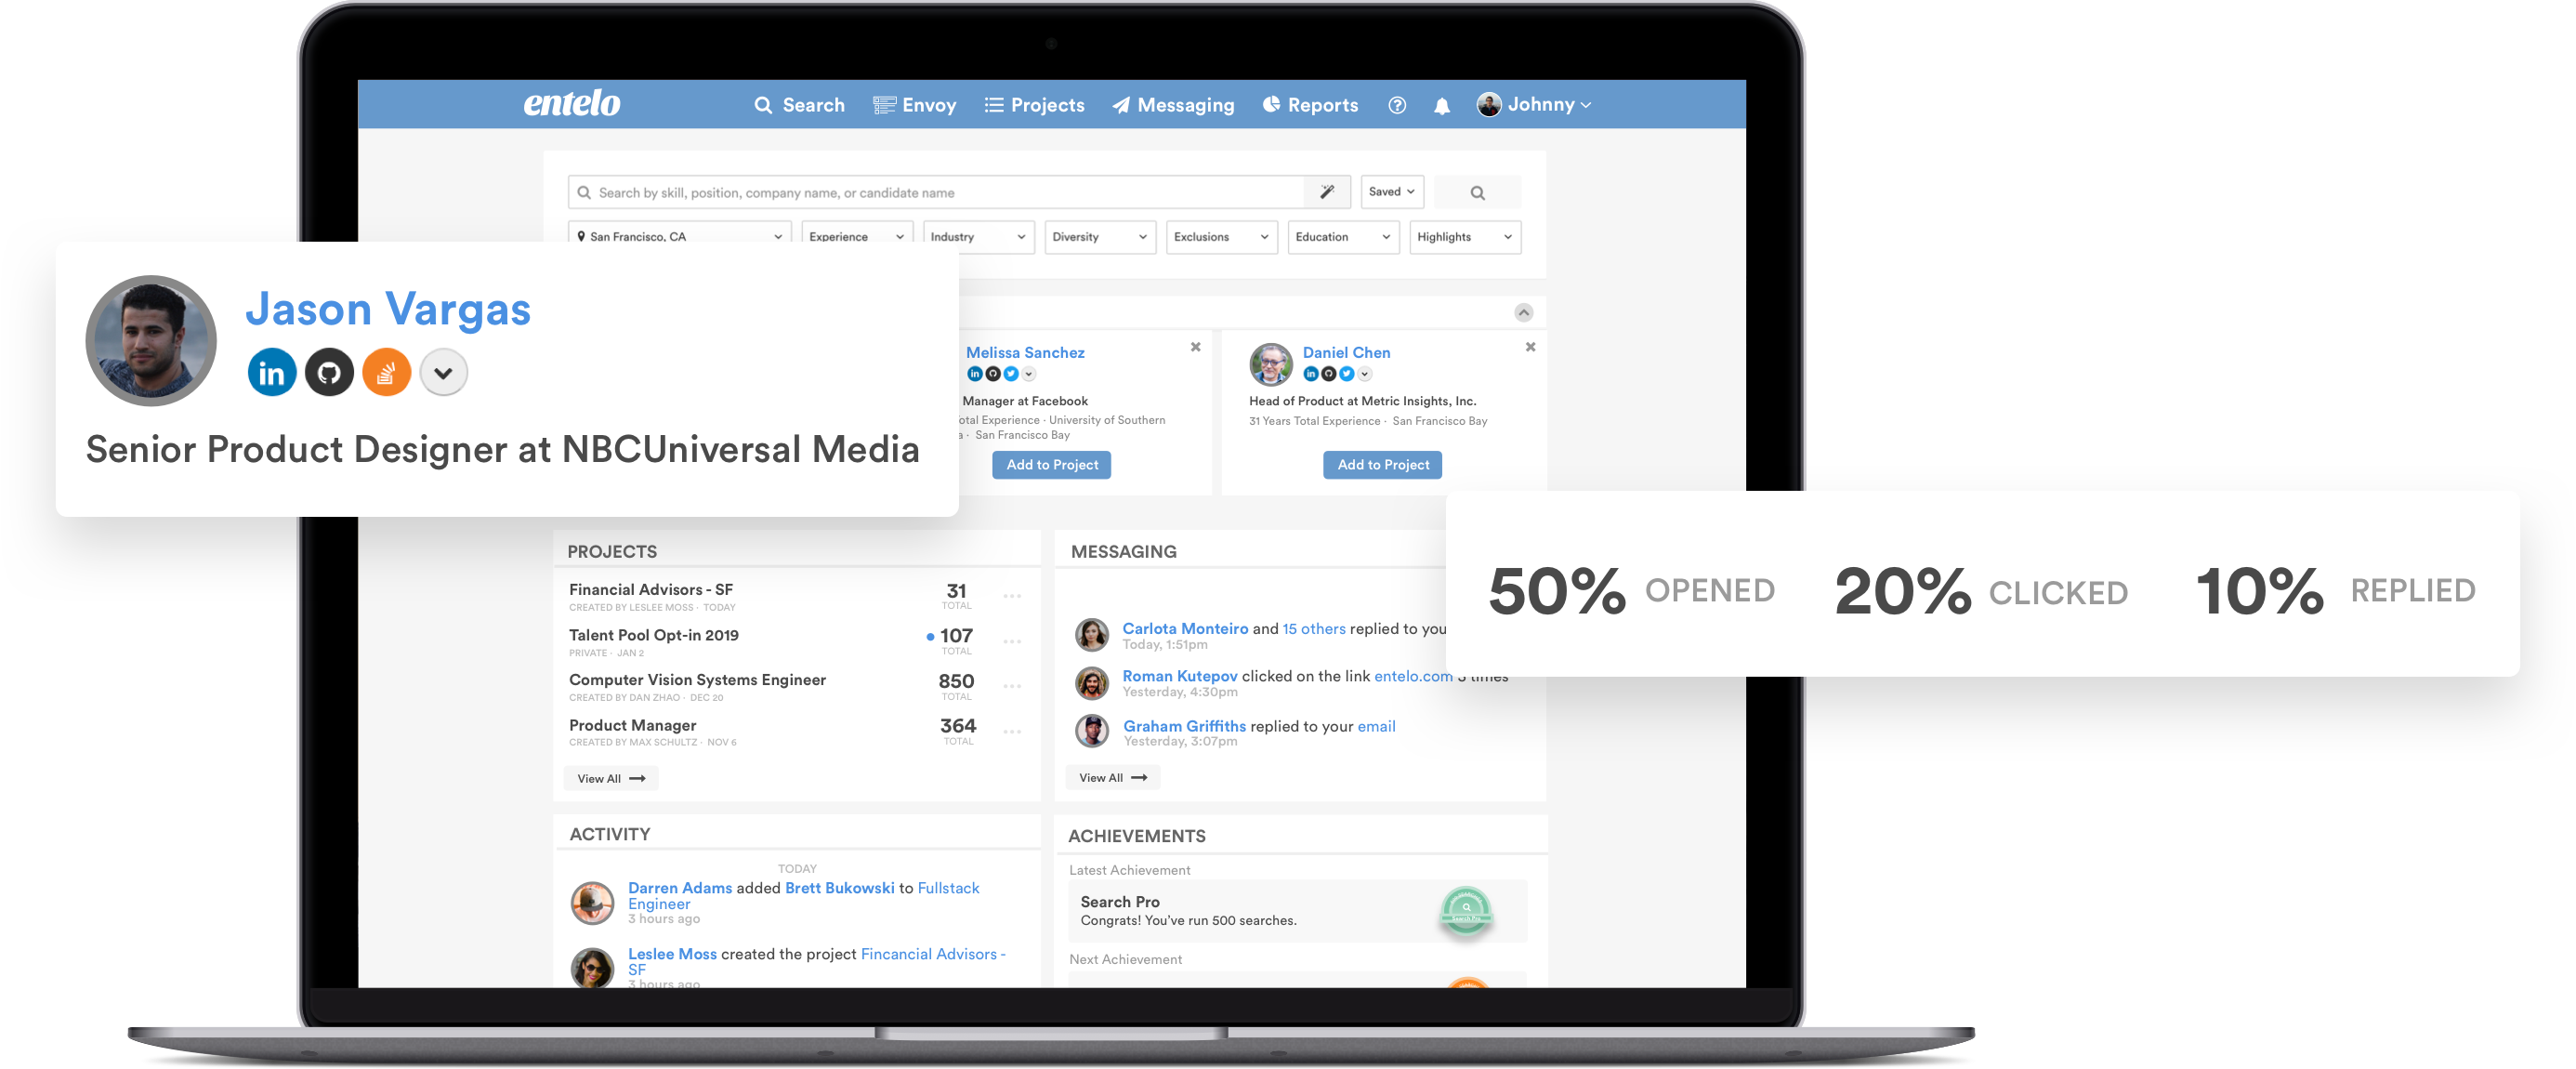 entelo
Search
Envoy
Projects
Messaging
Reports
Johnny
Search by skill, position, company name, or candidate name
Saved
San Francisco, CA
Experience
Industry
Diversity
Exclusions
Education
Highlights
Jason Vargas
in
Senior Product Designer at NBCUniversal Media
Melissa Sanchez
in
Manager at Facebook
Experience · University of Southern
San Francisco Bay
Add to Project
Daniel Chen
in
Head of Product at Metric Insights, Inc.
31 Years Total Experience · San Francisco Bay
Add to Project
50% OPENED
20% CLICKED
10% REPLIED
PROJECTS
Financial Advisors - SF
CREATED BY LESLEE MOSS · TODAY
31
TOTAL
Talent Pool Opt-in 2019
PRIVATE · JAN 2
107
TOTAL
Computer Vision Systems Engineer
CREATED BY DAN ZHAO · DEC 20
850
TOTAL
Product Manager
CREATED BY MAX SCHULTZ · NOV 6
364
TOTAL
View All
MESSAGING
Carlota Monteiro and 15 others replied to you
Today, 1:51pm
Roman Kutepov clicked on the link entelo.com times
Yesterday, 4:30pm
Graham Griffiths replied to your email
Yesterday, 3:07pm
View All
ACTIVITY
TODAY
Darren Adams added Brett Bukowski to Fullstack
Engineer
3 hours ago
Leslee Moss created the project Fincancial Advisors -
SF
3 hours ago
ACHIEVEMENTS
Latest Achievement
Search Pro
Congrats! You've run 500 searches.
Search Pro
Next Achievement